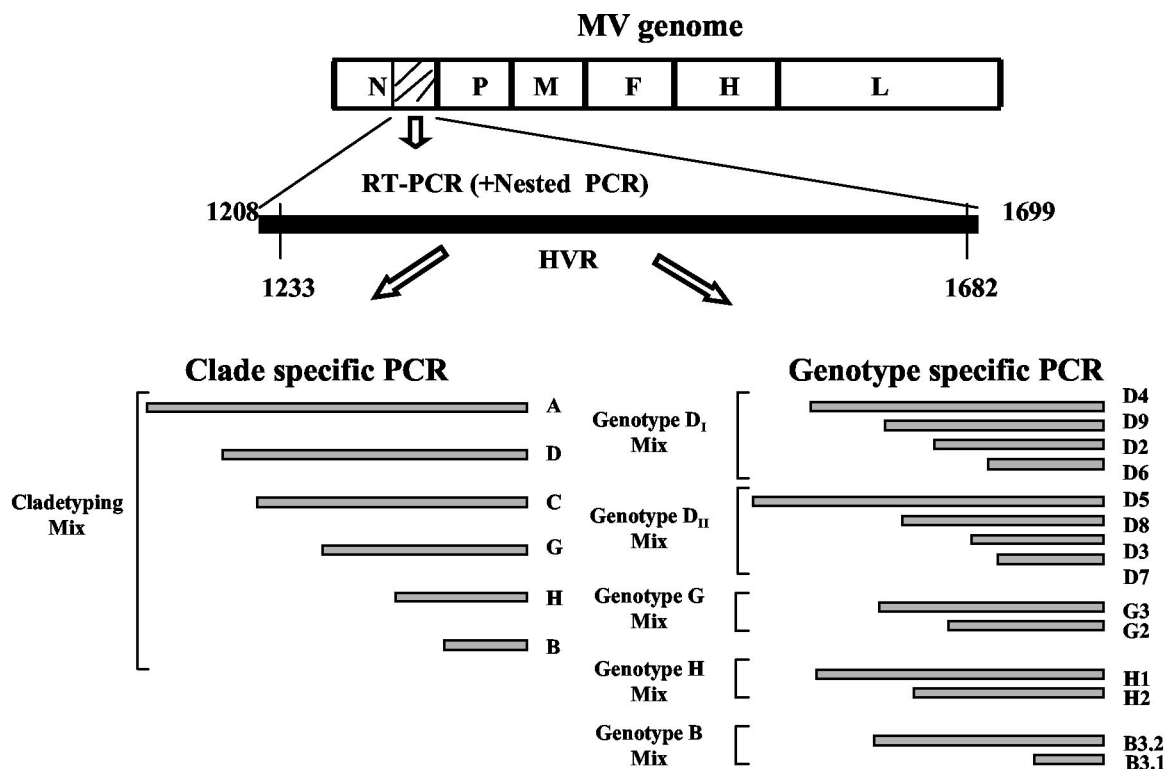 MV genome
N P M F H L
RT-PCR (+Nested PCR)
1208 1699
HVR
1233 1682
Clade specific PCR
Cladetyping
Mix
A
D
C
G
H
B
Genotype specific PCR
Genotype DI
Mix
D4
D9
D2
D6
Genotype DII
Mix
D5
D8
D3
D7
Genotype G
Mix
G3
G2
Genotype H
Mix
H1
H2
Genotype B
Mix
B3.2
B3.1